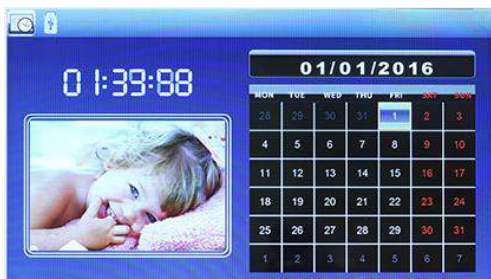 01:39:88
01/01/2016
MON TUE WED THU FRI SAT SUN
28 29 30 31 1 2 3
4 5 6 7 8 9 10
11 12 13 14 15 16 17
18 19 20 21 22 23 24
25 26 27 28 29 30 31
1 2 3 4 5 6 7